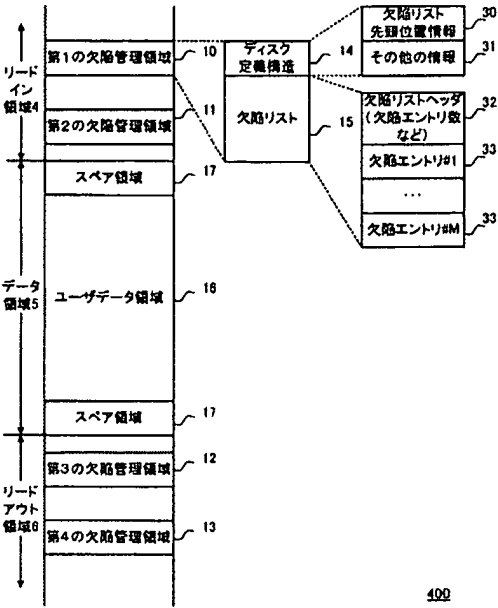 リード
イン
領域4
データ
領域5
リード
アウト
領域6
第1の欠陥管理領域
10
第2の欠陥管理領域
11
スペア領域
17
ユーザデータ領域
16
スペア領域
17
第3の欠陥管理領域
12
第4の欠陥管理領域
13
ディスク
定義構造
14
欠陥リスト
15
欠陥リスト
先頭位置情報
30
その他の情報
31
欠陥リストヘッダ
(欠陥エントリ数
など)
32
欠陥エントリ#1
33
...
欠陥エントリ#M
33
400